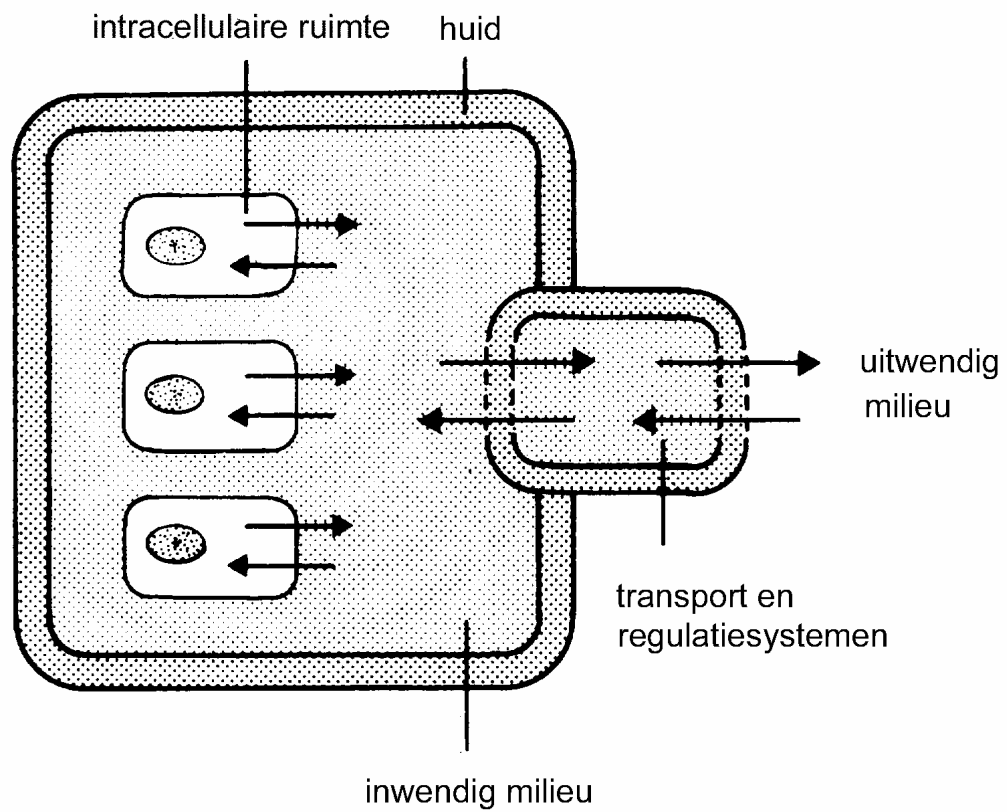 intracellulaire ruimte
huid
uitwendig
milieu
transport en
regulatiesystemen
inwendig milieu